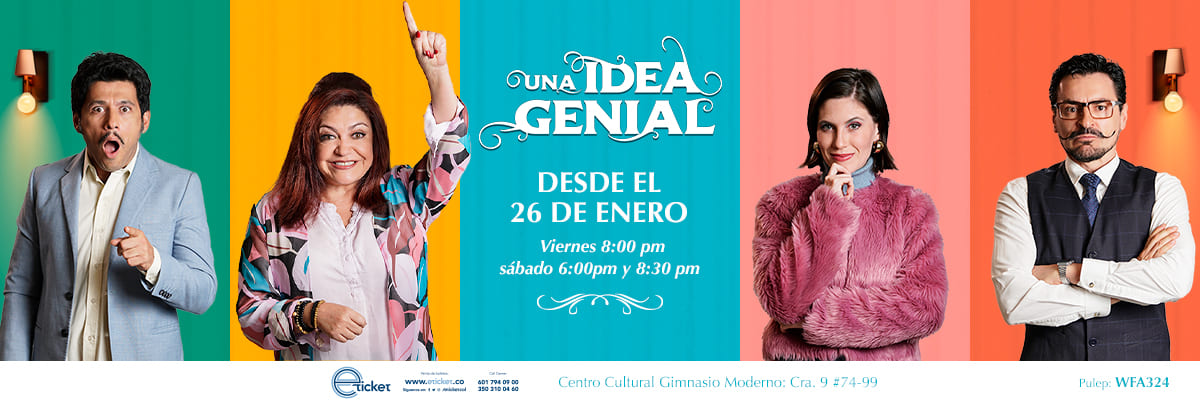 UNA IDEA
GENIAL
DESDE EL
26 DE ENERO
Viernes 8:00 pm
sábado 6:00pm y 8:30 pm
eticket
www.eticket.co
Call Center
601 794 09 00
350 310 04 60
Centro Cultural Gimnasio Moderno: Cra. 9 #74-99
Pulep: WFA324